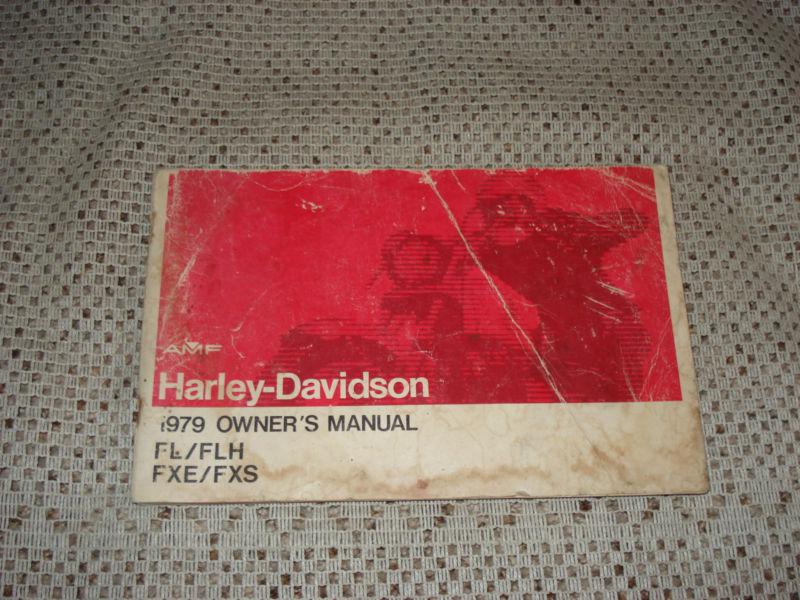 AMF
Harley-Davidson
1979 OWNER'S MANUAL
FL/FLH
FXE/FXS